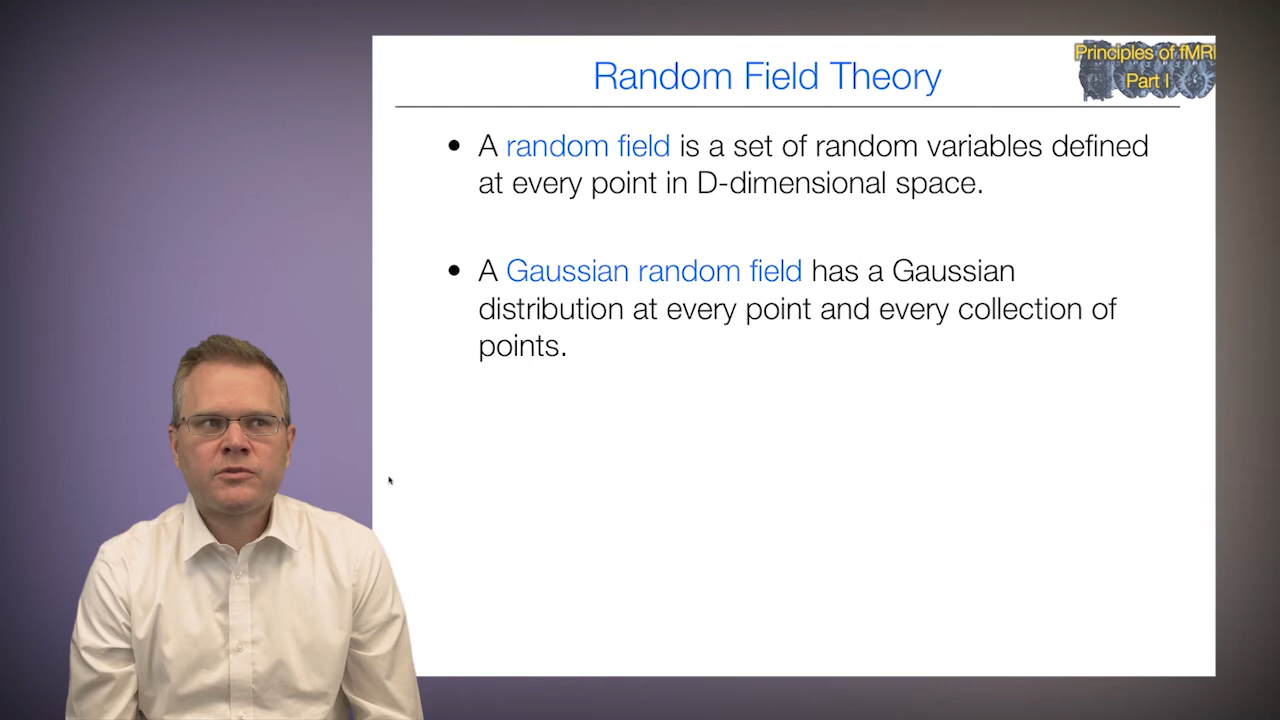 Random Field Theory
Principles of fMRI
Part I
• A random field is a set of random variables defined
at every point in D-dimensional space.
• A Gaussian random field has a Gaussian
distribution at every point and every collection of
points.